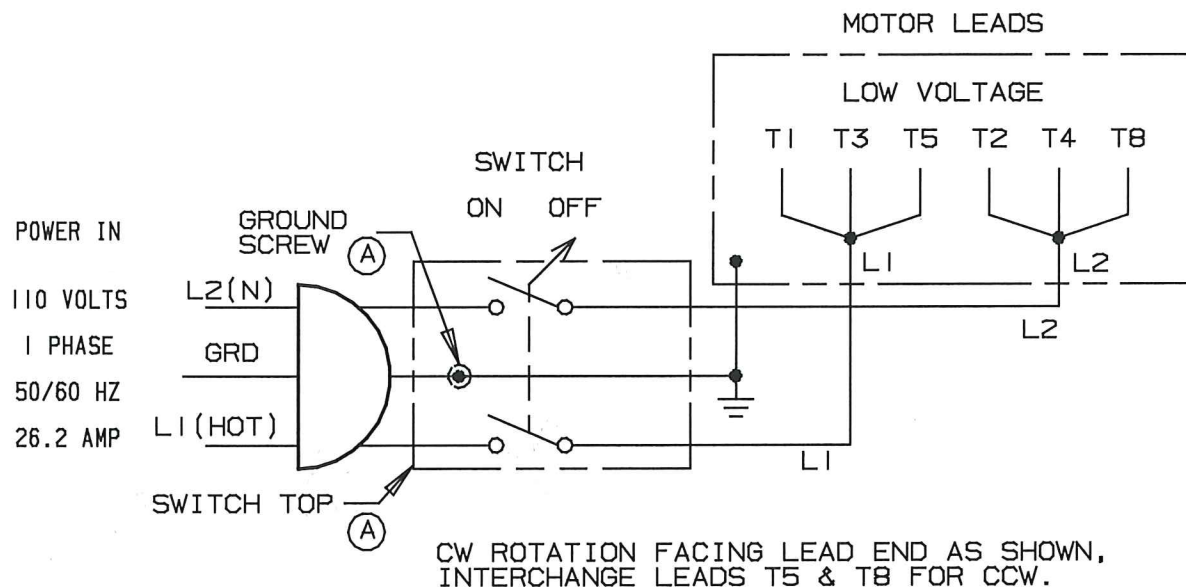 MOTOR LEADS
LOW VOLTAGE
T1 T3 T5 T2 T4 T8
L1
L2
SWITCH
ON OFF
GROUND
SCREW
A
POWER IN
110 VOLTS
1 PHASE
50/60 HZ
26.2 AMP
L2(N)
GRD
L1(HOT)
L2
L1
SWITCH TOP
A
CW ROTATION FACING LEAD END AS SHOWN,
INTERCHANGE LEADS T5 & T8 FOR CCW.